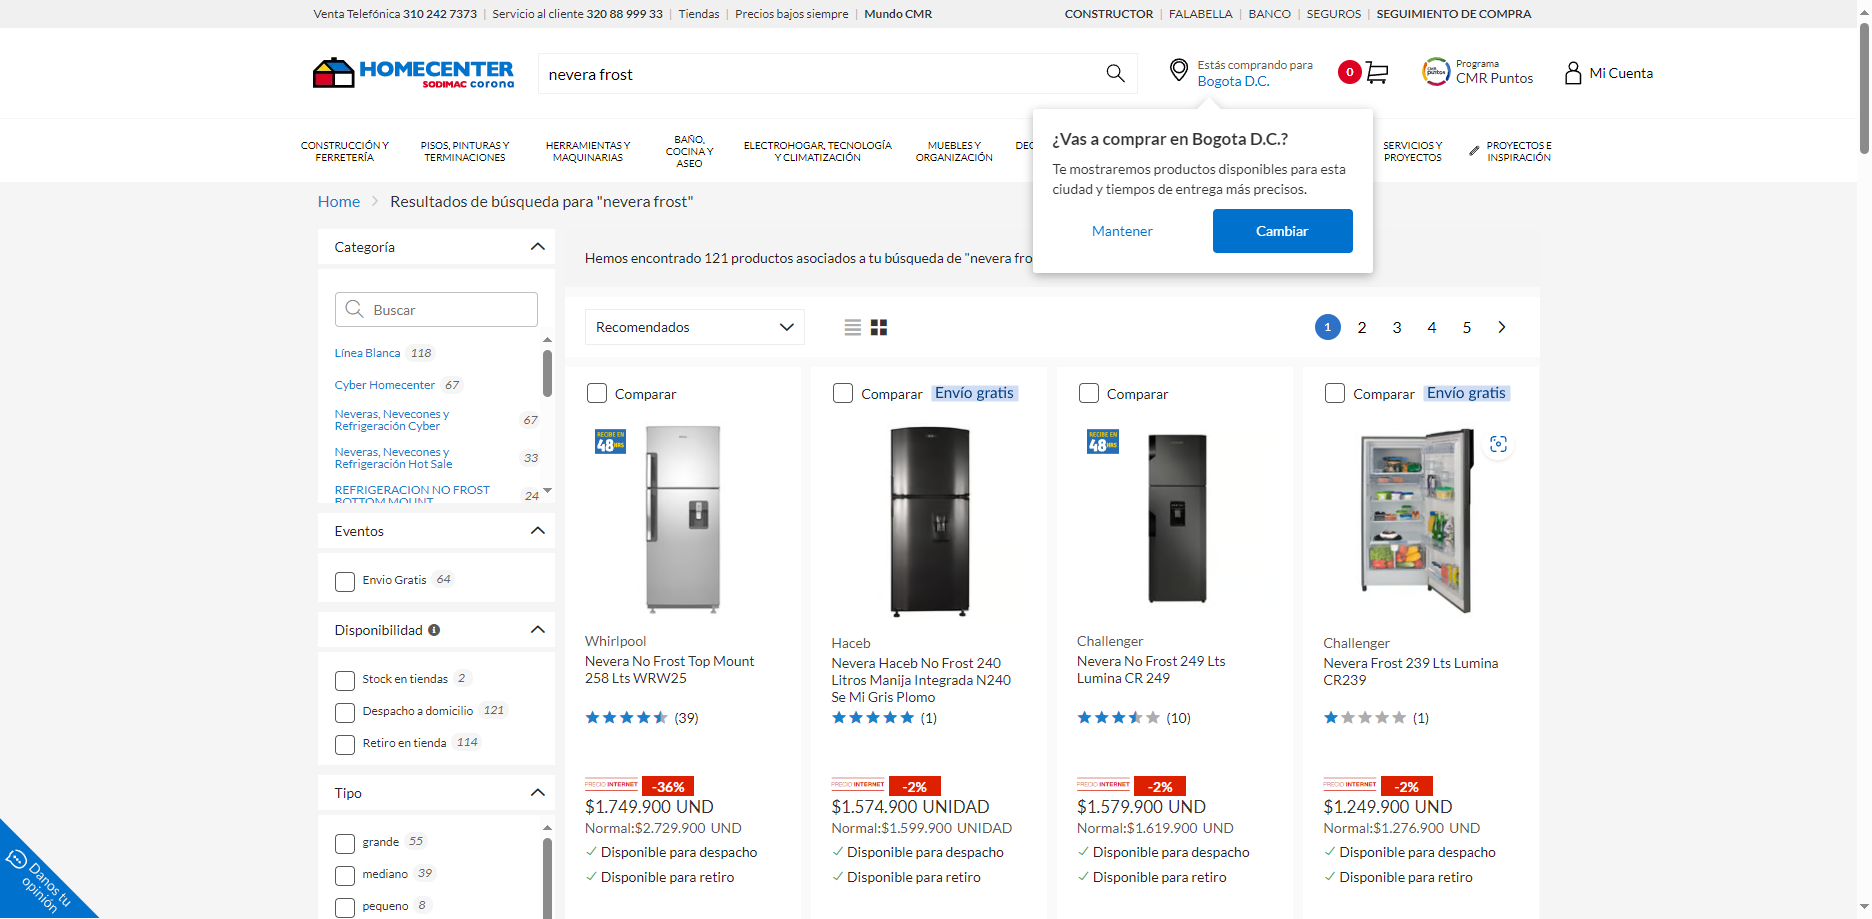 Venta Telefónica 310 242 7373 | Servicio al cliente 320 88 999 33 | Tiendas | Precios bajos siempre | Mundo CMR
CONSTRUCTOR | FALABELLA | BANCO | SEGUROS | SEGUIMIENTO DE COMPRA
HOMECENTER
SODIMAC corona
nevera frost
Estás comprando para
Bogota D.C.
0
Programa
CMR Puntos
Mi Cuenta
CONSTRUCCIÓN Y
FERRETERÍA
PISOS, PINTURAS Y
TERMINACIONES
HERRAMIENTAS Y
MAQUINARIAS
BAÑO,
COCINA Y
ASEO
ELECTROHOGAR, TECNOLOGÍA
Y CLIMATIZACIÓN
MUEBLES Y
ORGANIZACIÓN
DEC
SERVICIOS Y
PROYECTOS
PROYECTOS E
INSPIRACIÓN
¿Vas a comprar en Bogota D.C.?
Te mostraremos productos disponibles para esta
ciudad y tiempos de entrega más precisos.
Mantener
Cambiar
Home > Resultados de búsqueda para "nevera frost"
Categoría
Buscar
Línea Blanca 118
Cyber Homecenter 67
Neveras, Nevecones y
Refrigeración Cyber 67
Neveras, Nevecones y
Refrigeración Hot Sale 33
REFRIGERACION NO FROST
BOTTOM MOUNT 24
Eventos
Envio Gratis 64
Disponibilidad
Stock en tiendas 2
Despacho a domicilio 121
Retiro en tienda 114
Tipo
grande 55
mediano 39
pequeno 8
Danos tu
opinión
Hemos encontrado 121 productos asociados a tu búsqueda de "nevera fro
Recomendados
1 2 3 4 5
Comparar
RECIBE EN
48 HRS
Whirlpool
Nevera No Frost Top Mount
258 Lts WRW25
(39)
PRECIO INTERNET -36%
$1.749.900 UND
Normal:$2.729.900 UND
Disponible para despacho
Disponible para retiro
Comparar Envío gratis
Haceb
Nevera Haceb No Frost 240
Litros Manija Integrada N240
Se Mi Gris Plomo
(1)
PRECIO INTERNET -2%
$1.574.900 UNIDAD
Normal:$1.599.900 UNIDAD
Disponible para despacho
Disponible para retiro
Comparar
RECIBE EN
48 HRS
Challenger
Nevera No Frost 249 Lts
Lumina CR 249
(10)
PRECIO INTERNET -2%
$1.579.900 UND
Normal:$1.619.900 UND
Disponible para despacho
Disponible para retiro
Comparar Envío gratis
Challenger
Nevera Frost 239 Lts Lumina
CR239
(1)
PRECIO INTERNET -2%
$1.249.900 UND
Normal:$1.276.900 UND
Disponible para despacho
Disponible para retiro